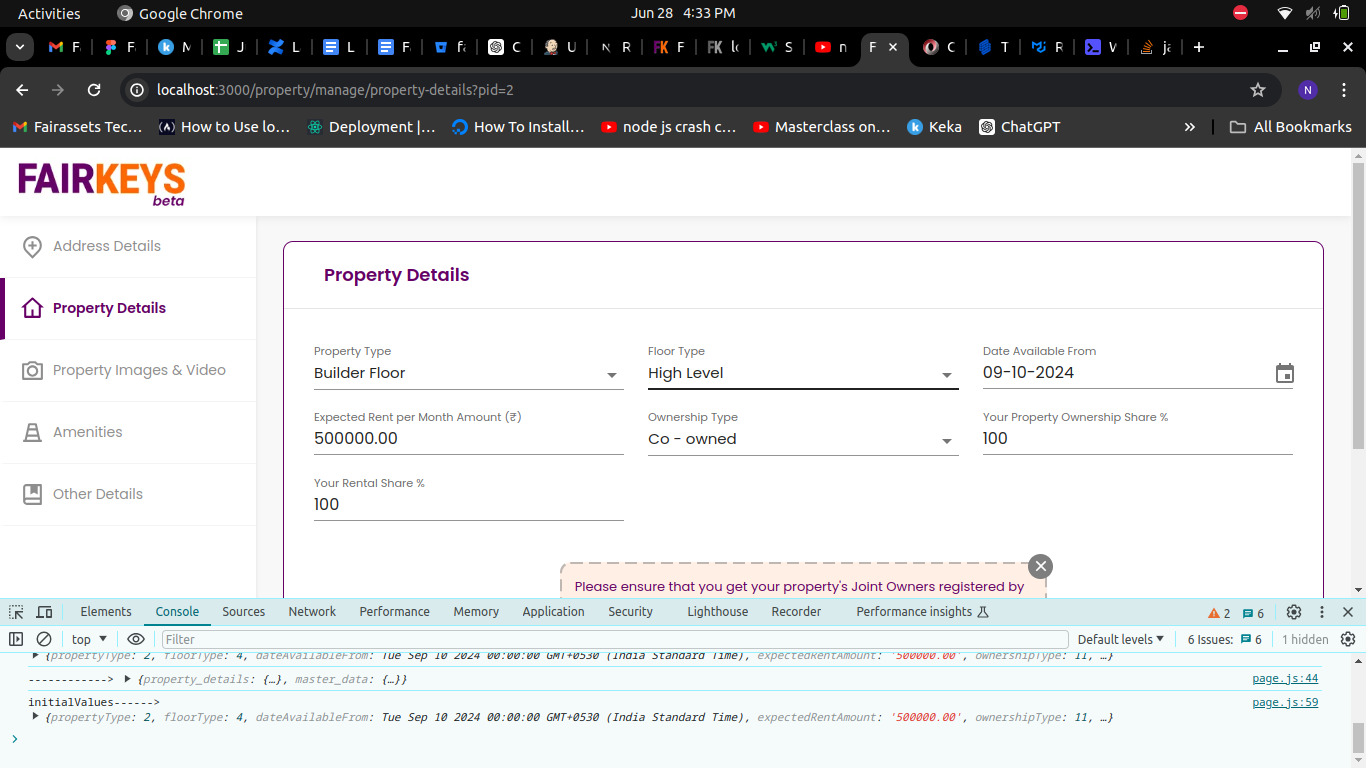 Activities Google Chrome Jun 28 4:33 PM
F M J L L F C U R F S n F C T R V
localhost:3000/property/manage/property-details?pid=2 N
Fairassets Tec... How to Use lo... Deployment |... How To Install... node js crash c... Masterclass on... Keka ChatGPT » All Bookmarks
FAIRKEYS
beta
Address Details
Property Details
Property Images & Video
Amenities
Other Details
Property Details
Property Type Floor Type Date Available From
Builder Floor High Level 09-10-2024
Expected Rent per Month Amount (₹) Ownership Type Your Property Ownership Share %
500000.00 Co - owned 100
Your Rental Share %
100
Please ensure that you get your property's Joint Owners registered by
Elements Console Sources Network Performance Memory Application Security Lighthouse Recorder Performance insights 2 6
top Filter Default levels 6 Issues: 6 1 hidden
{propertyType: 2, floorType: 4, dateAvailableFrom: Tue Sep 10 2024 00:00:00 GMT+0530 (India Standard Time), expectedRentAmount: '500000.00', ownershipType: 11, …}
------------> {property_details: {…}, master_data: {…}} page.js:44
initialValues------> page.js:59
{propertyType: 2, floorType: 4, dateAvailableFrom: Tue Sep 10 2024 00:00:00 GMT+0530 (India Standard Time), expectedRentAmount: '500000.00', ownershipType: 11, …}